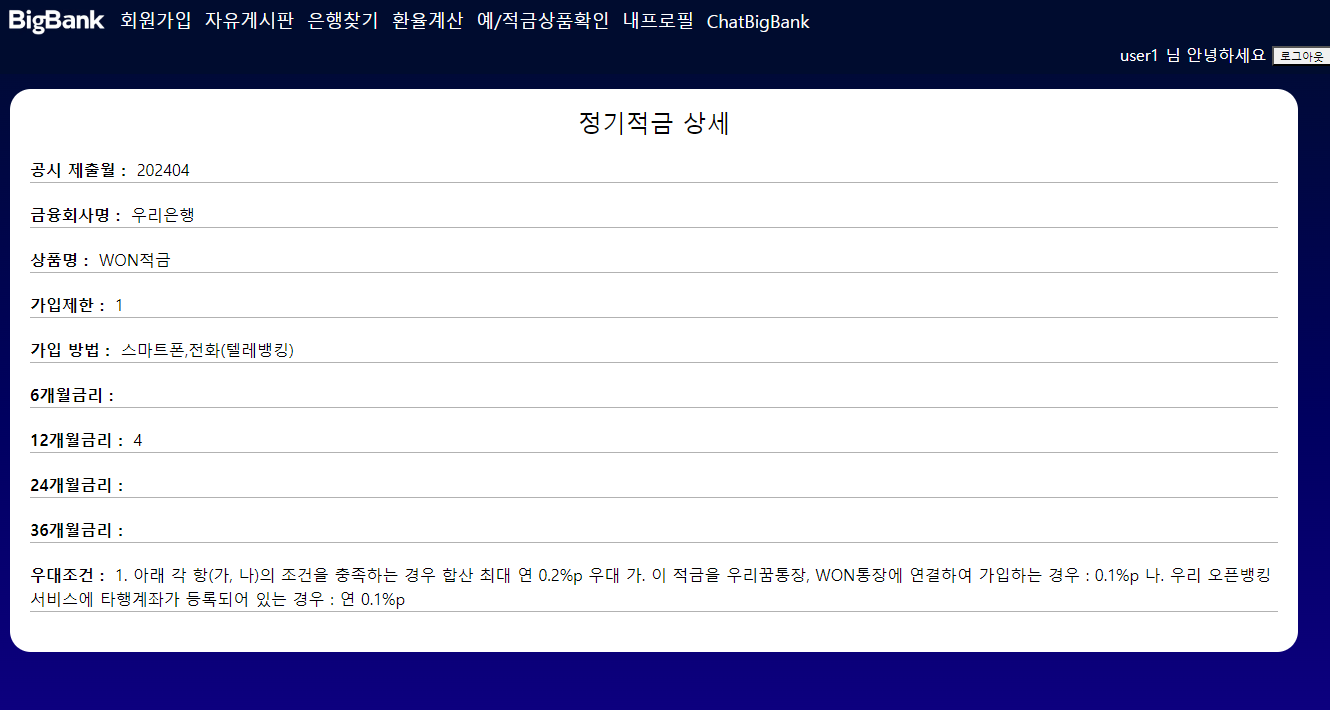 BigBank 회원가입 자유게시판 은행찾기 환율계산 예/적금상품확인 내프로필 ChatBigBank
user1 님 안녕하세요 로그아웃
정기적금 상세
공시 제출월 : 202404
금융회사명 : 우리은행
상품명 : WON적금
가입제한 : 1
가입 방법 : 스마트폰,전화(텔레뱅킹)
6개월금리 :
12개월금리 : 4
24개월금리 :
36개월금리 :
우대조건 : 1. 아래 각 항(가, 나)의 조건을 충족하는 경우 합산 최대 연 0.2%p 우대 가. 이 적금을 우리꿈통장, WON통장에 연결하여 가입하는 경우 : 0.1%p 나. 우리 오픈뱅킹
서비스에 타행계좌가 등록되어 있는 경우 : 연 0.1%p